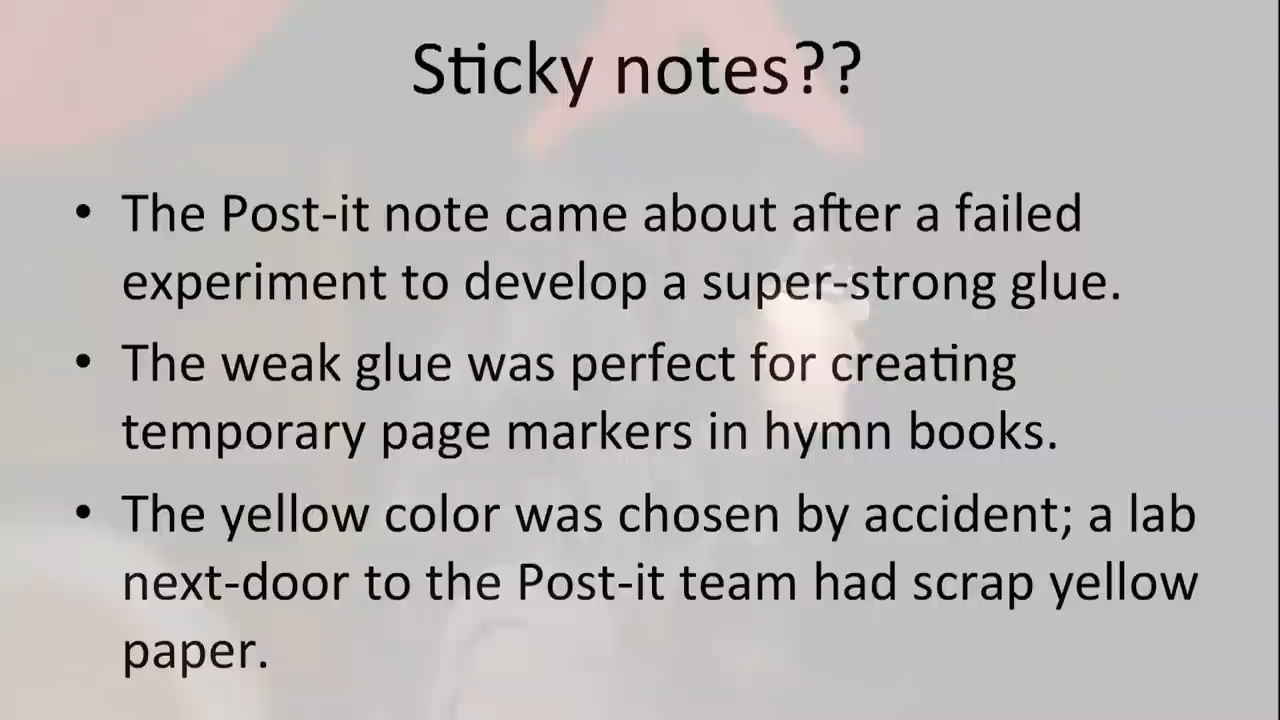 Sticky notes??
• The Post-it note came about after a failed
experiment to develop a super-strong glue.
• The weak glue was perfect for creating
temporary page markers in hymn books.
• The yellow color was chosen by accident; a lab
next-door to the Post-it team had scrap yellow
paper.